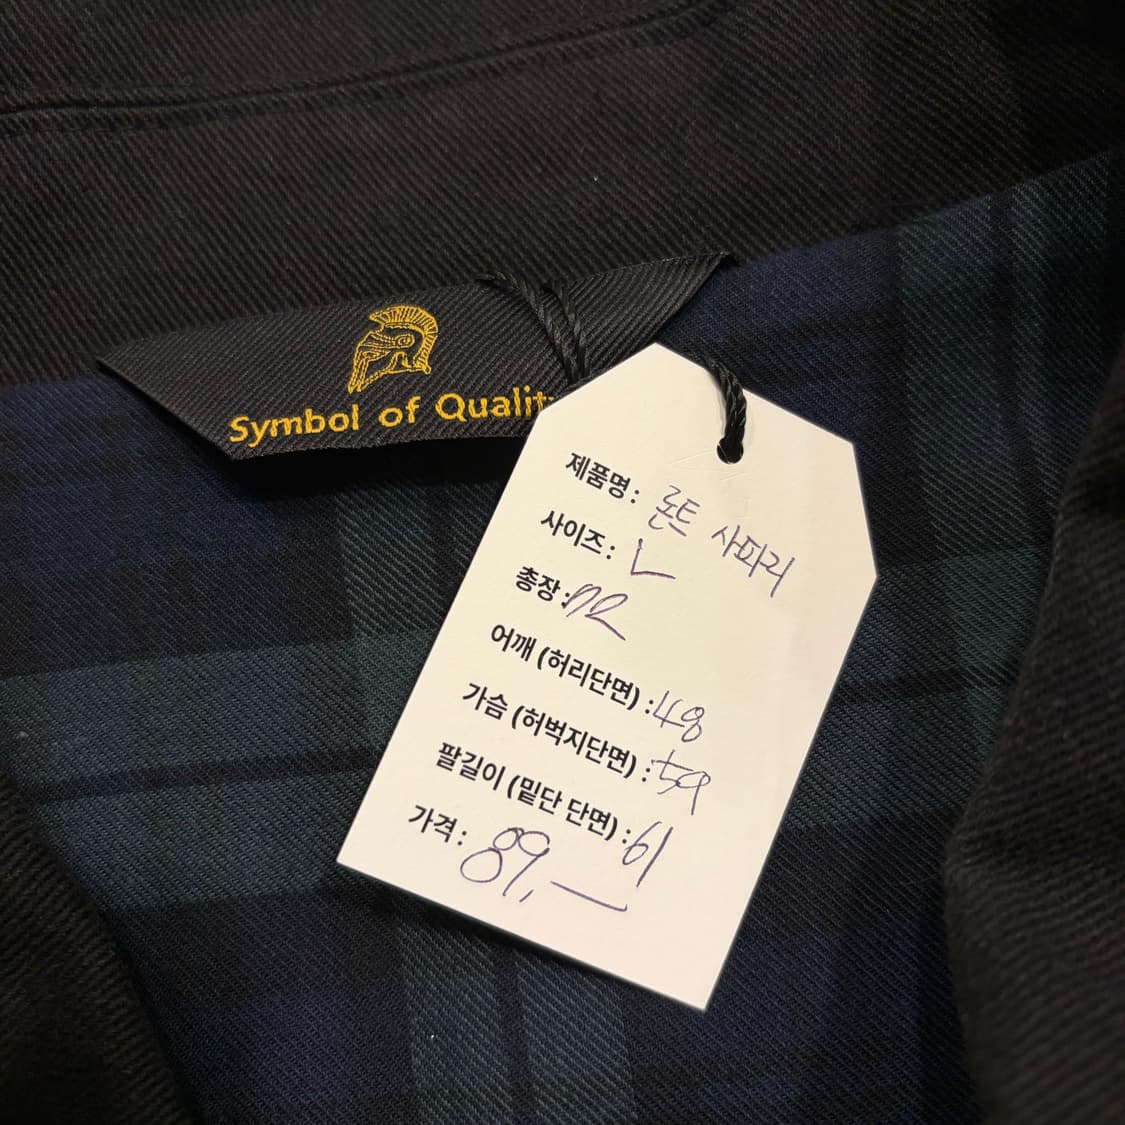 Symbol of Qualit
제품명: 론트 사파리
사이즈: L
총장: 72
어깨 (허리단면) : 48
가슴 (허벅지단면) : 59
팔길이 (밑단 단면) : 61
가격: 89,—